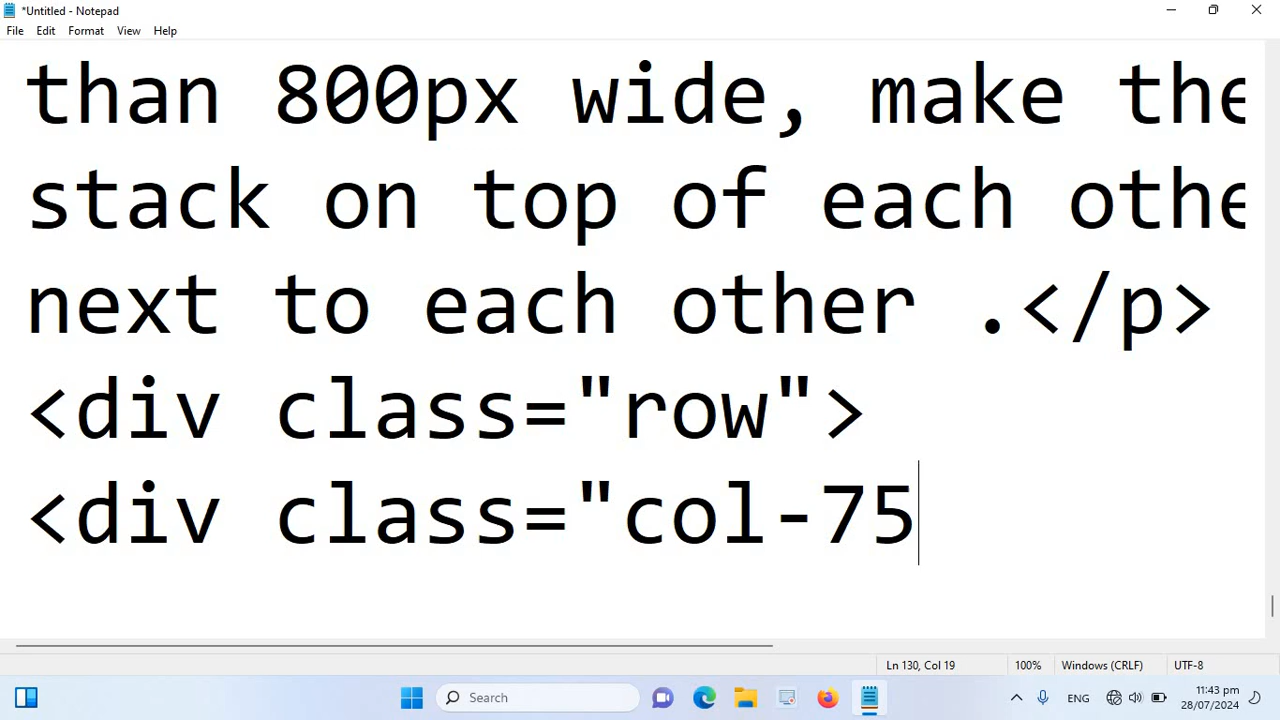 *Untitled - Notepad
File Edit Format View Help
than 800px wide, make the
stack on top of each othe
next to each other .</p>
<div class="row">
<div class="col-75
Ln 130, Col 19 100% Windows (CRLF) UTF-8
Search
ENG
11:43 pm
28/07/2024